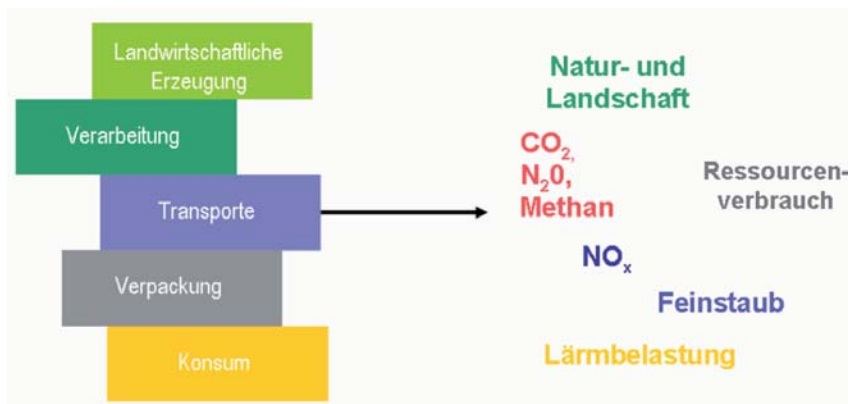 Landwirtschaftliche
Erzeugung
Verarbeitung
Transporte
Verpackung
Konsum
Natur- und
Landschaft
CO2,
N20,
Methan
Ressourcen-
verbrauch
NOx
Feinstaub
Lärmbelastung